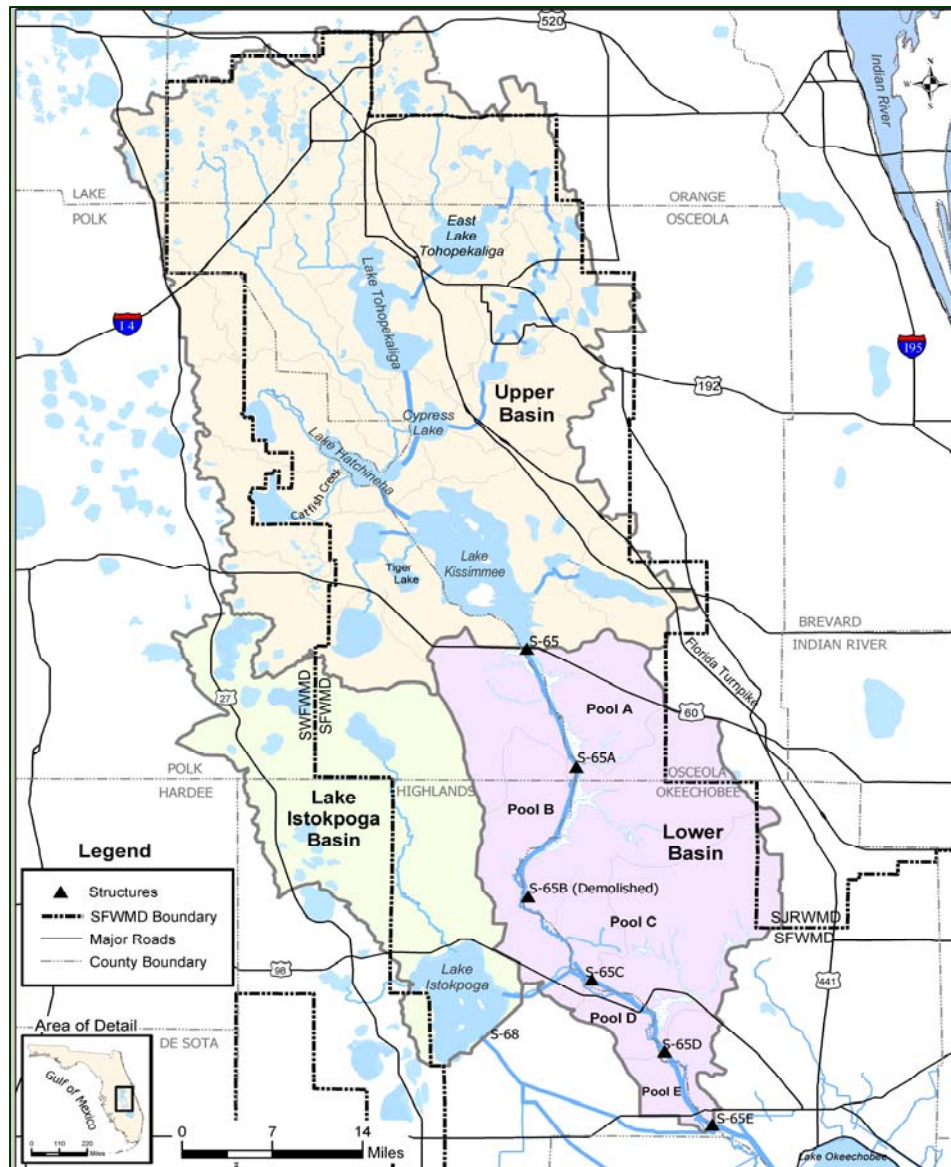 520
Indian River
N
W
E
S
LAKE
POLK
ORANGE
OSCEOLA
East
Lake
Tohopekaliga
Lake Tohopekaliga
I 4
195
192
Upper
Basin
Cypress
Lake
Lake Hatchineha
Catfish Creek
Tiger
Lake
Lake
Kissimmee
S-65
BREVARD
INDIAN RIVER
Florida Turnpike
27
SWFWMD
SFWMD
Pool A
60
S-65A
POLK
HARDEE
HIGHLANDS
OSCEOLA
OKEECHOBEE
Lake
Istokpoga
Basin
Pool B
Lower
Basin
S-65B (Demolished)
Pool C
SJRWMD
SFWMD
Legend
Structures
SFWMD Boundary
Major Roads
County Boundary
98
Lake
Istokpoga
S-65C
441
Pool D
S-68
S-65D
DE SOTA
Pool E
S-65E
Area of Detail
Gulf of Mexico
0 110 220
Miles
0 7 14
Miles
Lake Okeechobee